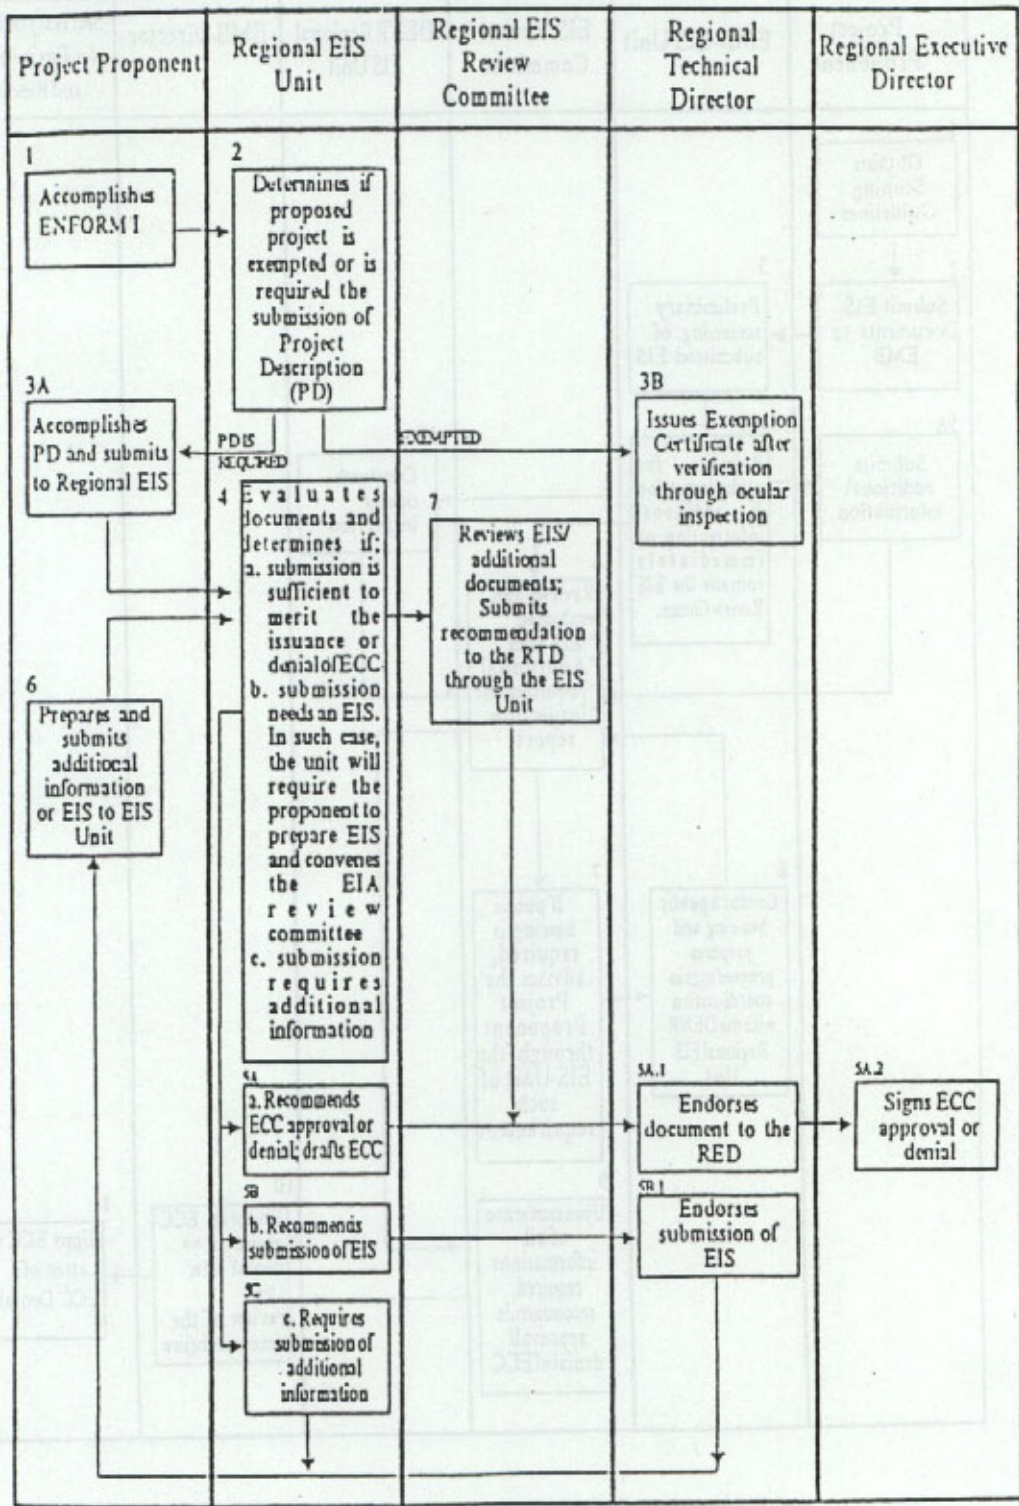 Project Proponent
Regional EIS
Unit
Regional EIS
Review
Committee
Regional
Technical
Director
Regional Executive
Director
1
Accomplishes
ENFORM I
2
Determines if
proposed
project is
exempted or is
required the
submission of
Project
Description
(PD)
3A
Accomplishes
PD and submits
to Regional EIS
PD IS
REQUIRED
EXEMPTED
3B
Issues Exemption
Certificate after
verification
through ocular
inspection
4
Evaluates
documents and
determines if:
a. submission is
sufficient to
merit the
issuance or
denial of ECC
b. submission
needs an EIS.
In such case,
the unit will
require the
proponent to
prepare EIS
and convenes
the EIA
review
committee
c. submission
requires
additional
information
7
Reviews EIS/
additional
documents;
Submits
recommendation
to the RTD
through the EIS
Unit
6
Prepares and
submits
additional
information
or EIS to EIS
Unit
5A
a. Recommends
ECC approval or
denial; drafts ECC
5A.1
Endorses
document to the
RED
5A.2
Signs ECC
approval or
denial
5B
b. Recommends
submission of EIS
5B.1
Endorses
submission of
EIS
5C
c. Requires
submission of
additional
information